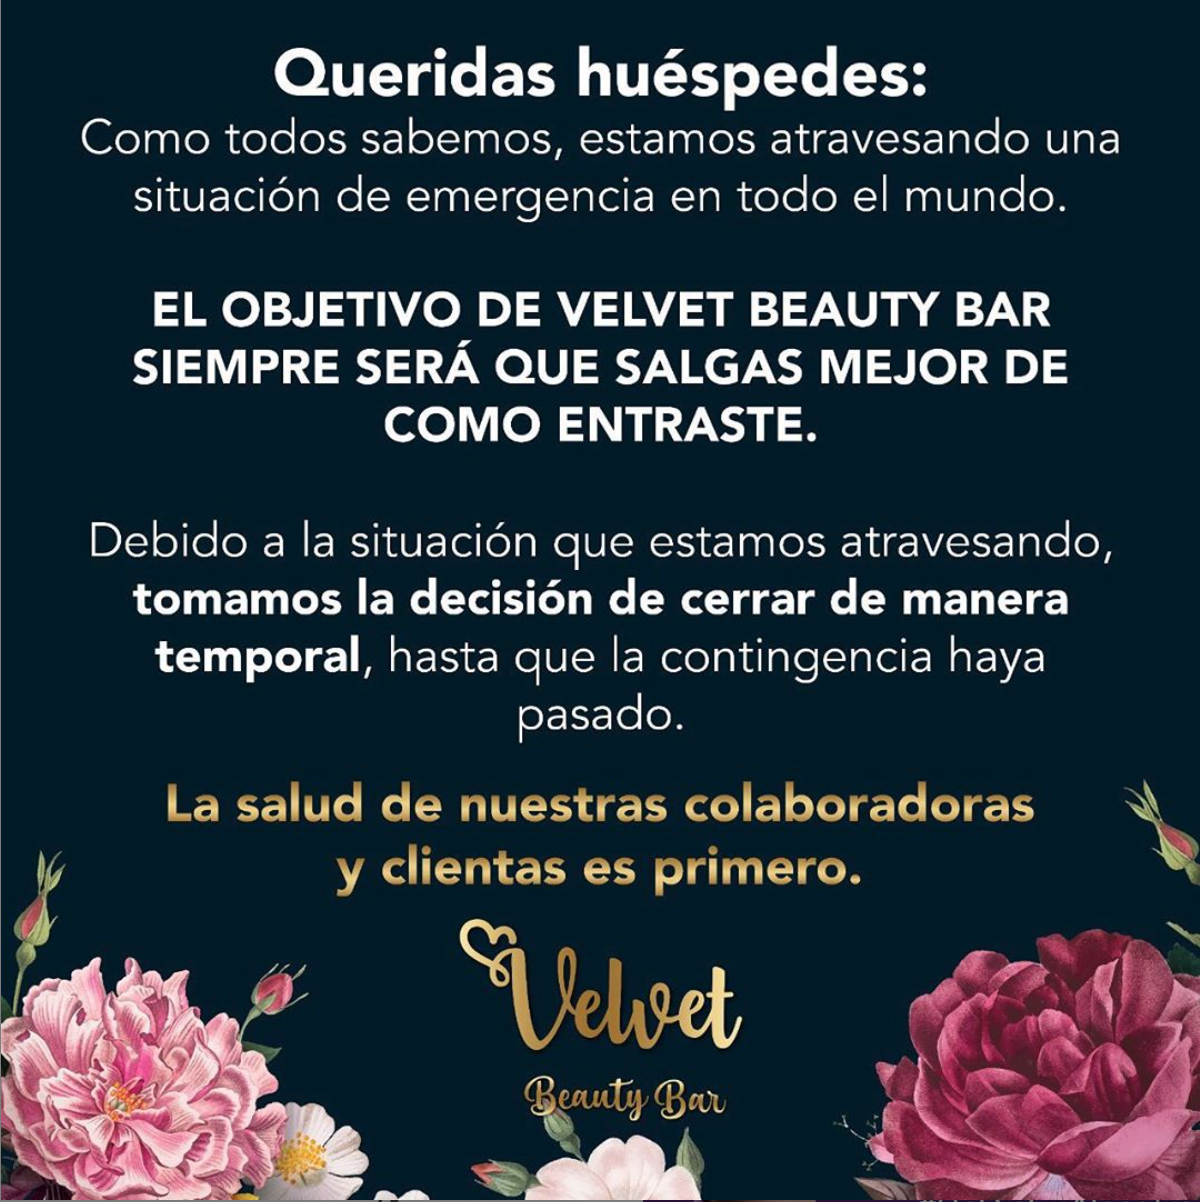 Queridas huéspedes:
Como todos sabemos, estamos atravesando una
situación de emergencia en todo el mundo.
EL OBJETIVO DE VELVET BEAUTY BAR
SIEMPRE SERÁ QUE SALGAS MEJOR DE
COMO ENTRASTE.
Debido a la situación que estamos atravesando,
tomamos la decisión de cerrar de manera
temporal, hasta que la contingencia haya
pasado.
La salud de nuestras colaboradoras
y clientas es primero.
Velvet
Beauty Bar